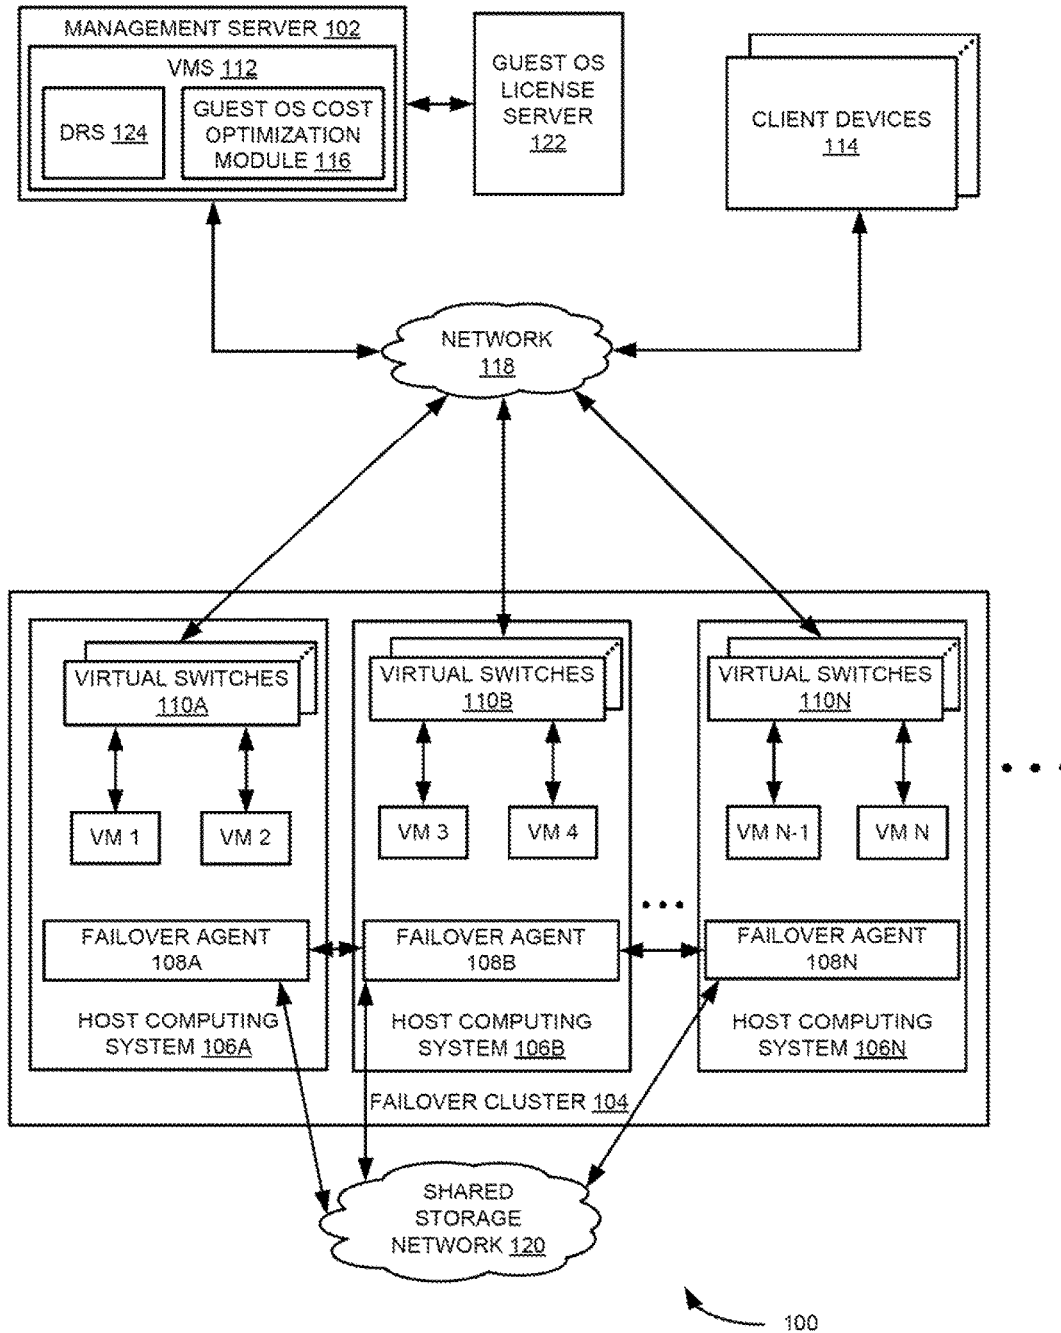 MANAGEMENT SERVER 102
VMS 112
DRS 124
GUEST OS COST
OPTIMIZATION
MODULE 116
GUEST OS
LICENSE
SERVER
122
CLIENT DEVICES
114
NETWORK
118
VIRTUAL SWITCHES
110A
VIRTUAL SWITCHES
110B
VIRTUAL SWITCHES
110N
VM 1
VM 2
VM 3
VM 4
VM N-1
VM N
FAILOVER AGENT
108A
FAILOVER AGENT
108B
FAILOVER AGENT
108N
HOST COMPUTING
SYSTEM 106A
HOST COMPUTING
SYSTEM 106B
HOST COMPUTING
SYSTEM 106N
FAILOVER CLUSTER 104
SHARED
STORAGE
NETWORK 120
100